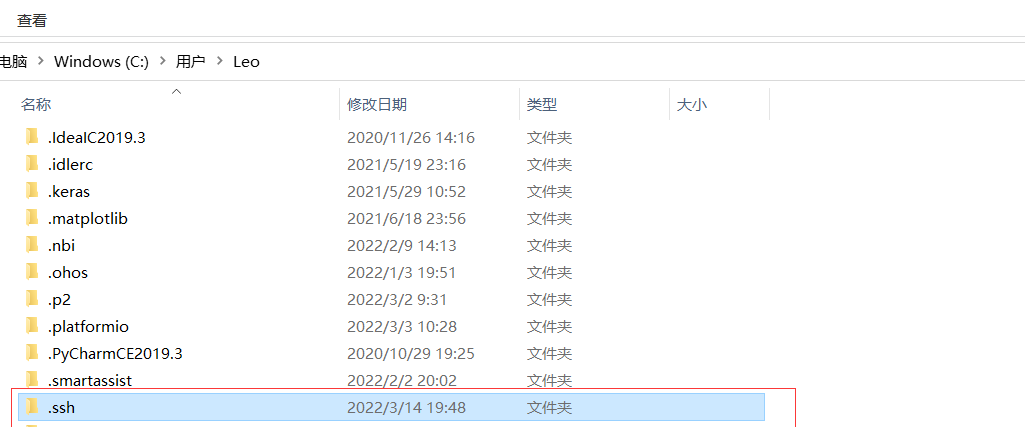 查看
电脑 > Windows (C:) > 用户 > Leo
名称 修改日期 类型 大小
.IdeaIC2019.3 2020/11/26 14:16 文件夹
.idlerc 2021/5/19 23:16 文件夹
.keras 2021/5/29 10:52 文件夹
.matplotlib 2021/6/18 23:56 文件夹
.nbi 2022/2/9 14:13 文件夹
.ohos 2022/1/3 19:51 文件夹
.p2 2022/3/2 9:31 文件夹
.platformio 2022/3/3 10:28 文件夹
.PyCharmCE2019.3 2020/10/29 19:25 文件夹
.smartassist 2022/2/2 20:02 文件夹
.ssh 2022/3/14 19:48 文件夹